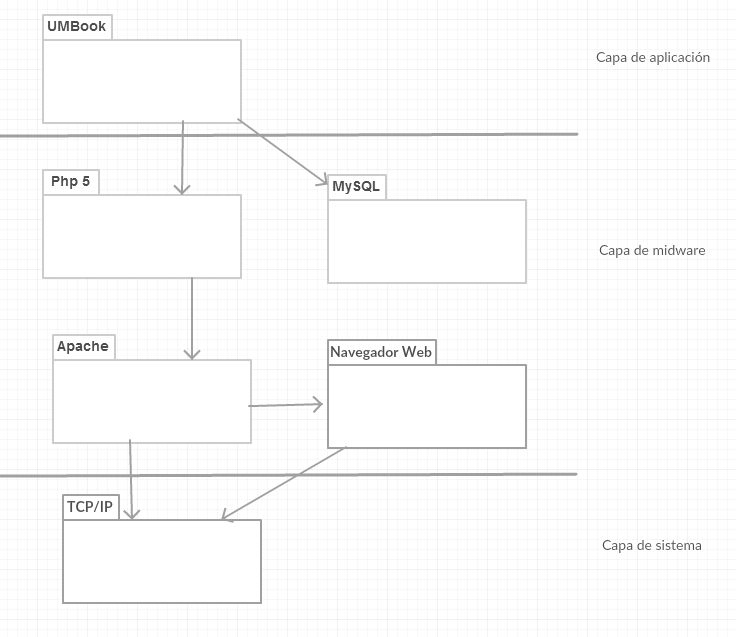 UMBook
Capa de aplicación
Php 5
MySQL
Capa de midware
Apache
Navegador Web
TCP/IP
Capa de sistema